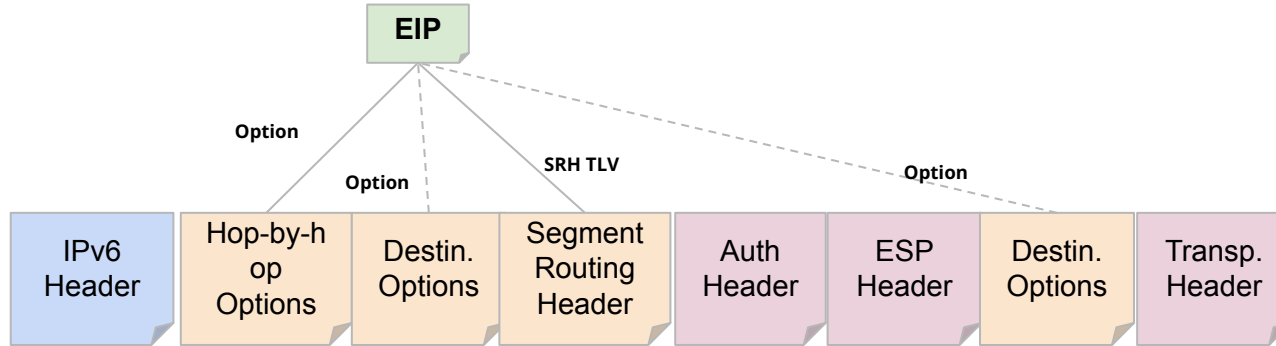 EIP
Option
Option
SRH TLV
Option
IPv6
Header
Hop-by-h
op
Options
Destin.
Options
Segment
Routing
Header
Auth
Header
ESP
Header
Destin.
Options
Transp.
Header